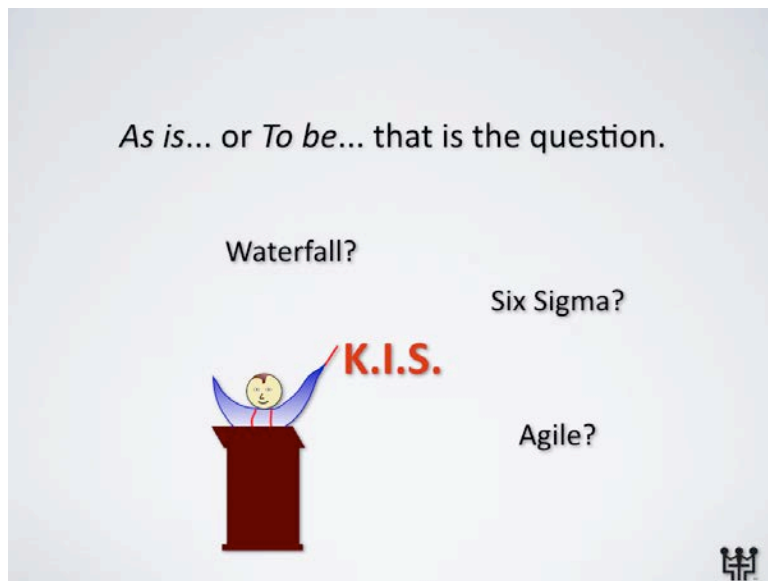 As is... or To be... that is the question.
Waterfall?
Six Sigma?
K.I.S.
Agile?